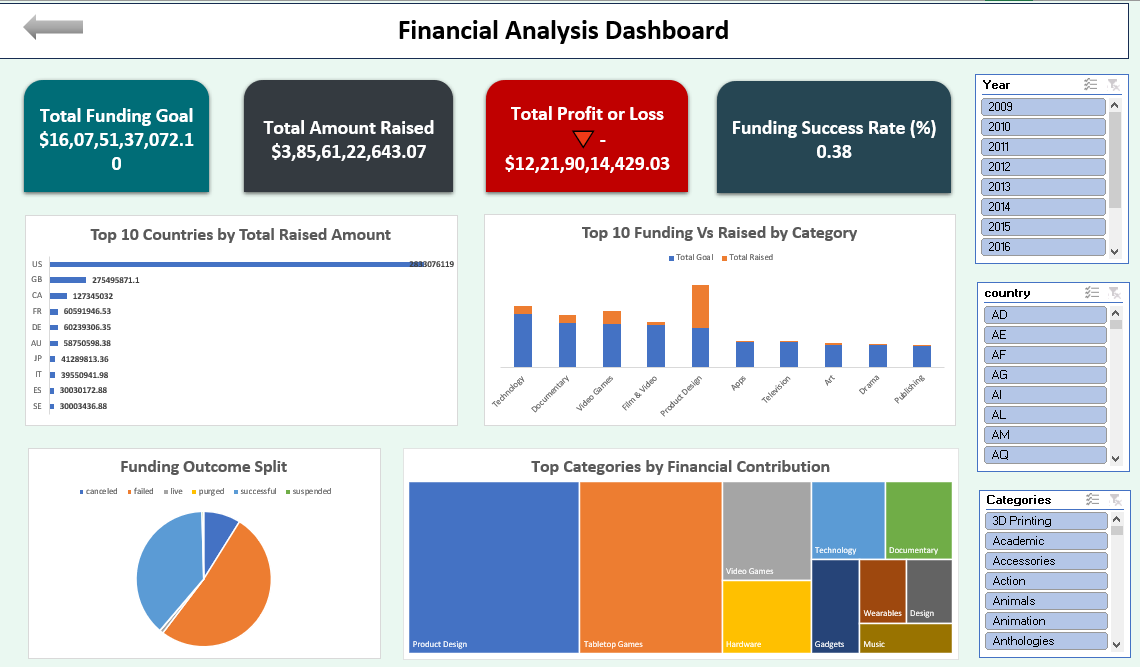 Financial Analysis Dashboard
Total Funding Goal
$16,07,51,37,072.1
0
Total Amount Raised
$3,85,61,22,643.07
Total Profit or Loss
-
$12,21,90,14,429.03
Funding Success Rate (%)
0.38
Year
2009
2010
2011
2012
2013
2014
2015
2016
Top 10 Countries by Total Raised Amount
US
GB 275495871.1
CA 127345032
FR 60591946.53
DE 60239306.35
AU 58750598.38
JP 41289813.36
IT 39550941.98
ES 30030172.88
SE 30003436.88
Top 10 Funding Vs Raised by Category
Total Goal Total Raised
Technology
Documentary
Video Games
Film & Video
Product Design
Apps
Television
Art
Drama
Publishing
country
AD
AE
AF
AG
AI
AL
AM
AQ
Funding Outcome Split
canceled failed live purged successful suspended
Top Categories by Financial Contribution
Product Design
Tabletop Games
Video Games
Hardware
Technology
Documentary
Gadgets
Wearables
Design
Music
Categories
3D Printing
Academic
Accessories
Action
Animals
Animation
Anthologies